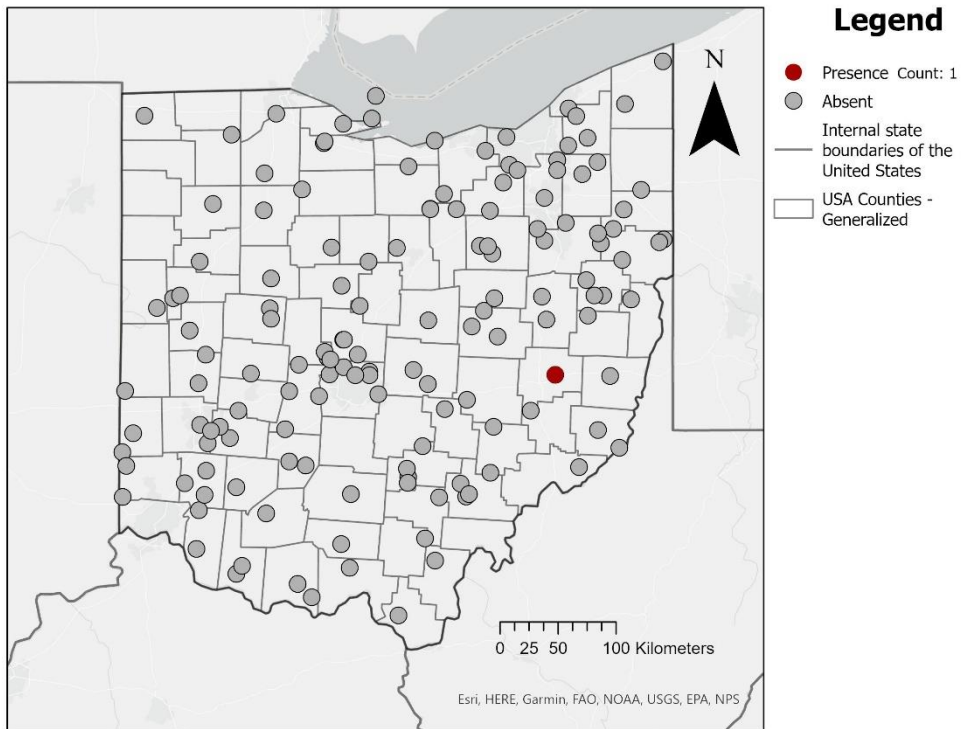 Legend
Presence Count: 1
Absent
Internal state
boundaries of the
United States
USA Counties -
Generalized
N
0 25 50 100 Kilometers
Esri, HERE, Garmin, FAO, NOAA, USGS, EPA, NPS